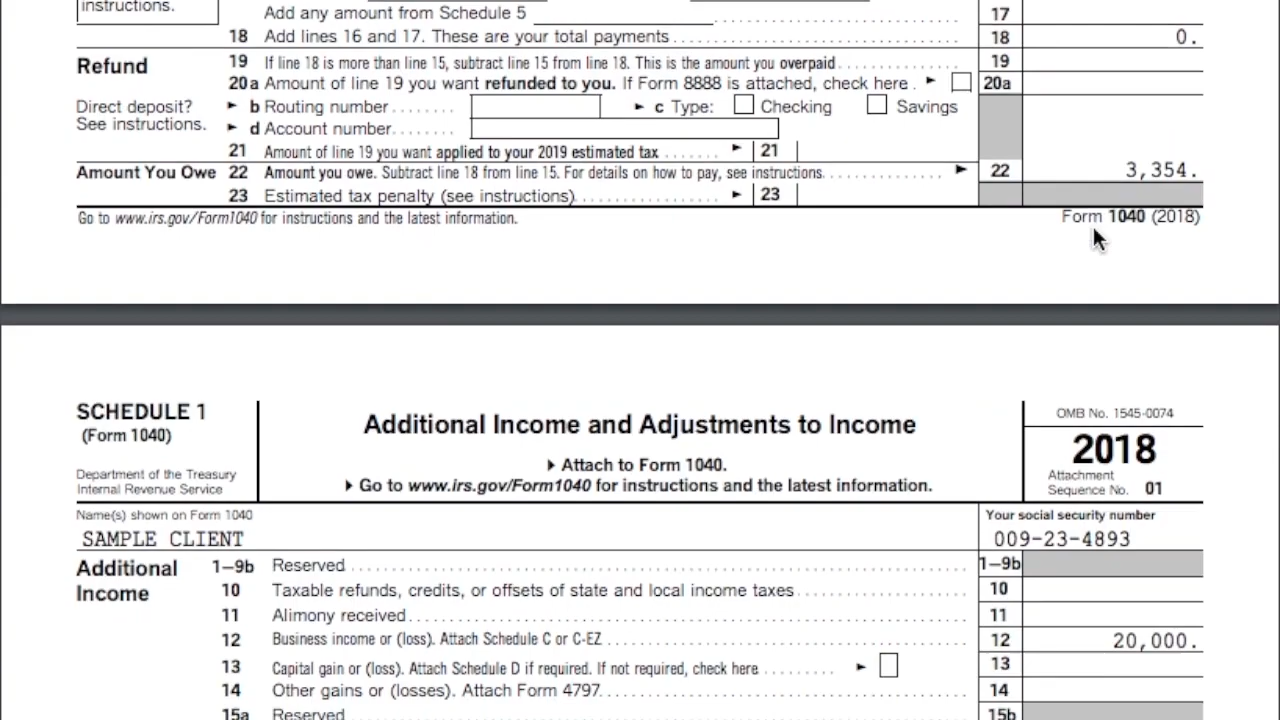 instructions.
Add any amount from Schedule 5 17
18 Add lines 16 and 17. These are your total payments 18 0.
Refund 19 If line 18 is more than line 15, subtract line 15 from line 18. This is the amount you overpaid 19
20a Amount of line 19 you want refunded to you. If Form 8888 is attached, check here . ► 20a
Direct deposit? ► b Routing number ► c Type: Checking Savings
See instructions. ► d Account number
21 Amount of line 19 you want applied to your 2019 estimated tax ► 21
Amount You Owe 22 Amount you owe. Subtract line 18 from line 15. For details on how to pay, see instructions ► 22 3,354.
23 Estimated tax penalty (see instructions) ► 23
Go to www.irs.gov/Form1040 for instructions and the latest information. Form 1040 (2018)
SCHEDULE 1
(Form 1040)
Department of the Treasury
Internal Revenue Service
Additional Income and Adjustments to Income
► Attach to Form 1040.
► Go to www.irs.gov/Form1040 for instructions and the latest information.
OMB No. 1545-0074
2018
Attachment
Sequence No. 01
Name(s) shown on Form 1040 Your social security number
SAMPLE CLIENT 009-23-4893
Additional 1–9b Reserved 1–9b
Income 10 Taxable refunds, credits, or offsets of state and local income taxes 10
11 Alimony received 11
12 Business income or (loss). Attach Schedule C or C-EZ 12 20,000.
13 Capital gain or (loss). Attach Schedule D if required. If not required, check here ► 13
14 Other gains or (losses). Attach Form 4797 14
15a Reserved 15b